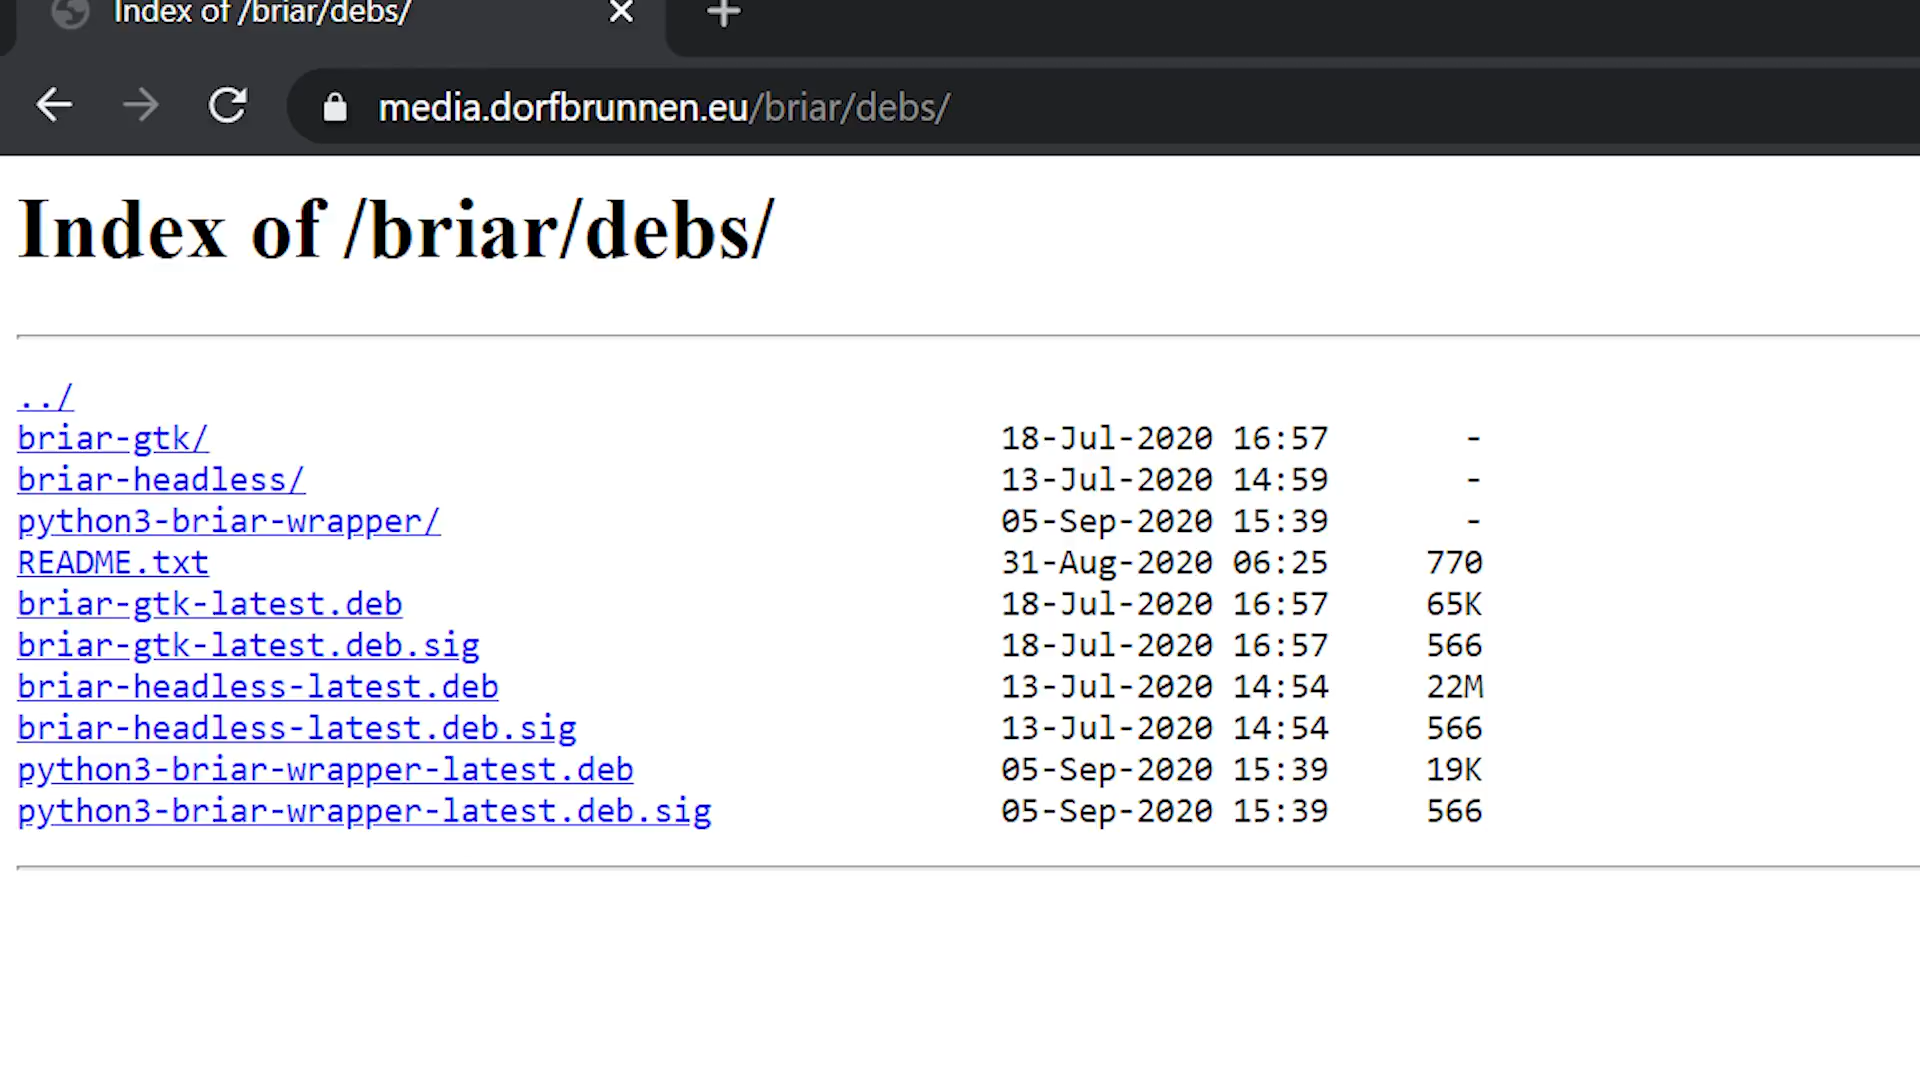 Index of /briar/debs/
media.dorfbrunnen.eu/briar/debs/
Index of /briar/debs/
../
briar-gtk/ 18-Jul-2020 16:57 -
briar-headless/ 13-Jul-2020 14:59 -
python3-briar-wrapper/ 05-Sep-2020 15:39 -
README.txt 31-Aug-2020 06:25 770
briar-gtk-latest.deb 18-Jul-2020 16:57 65K
briar-gtk-latest.deb.sig 18-Jul-2020 16:57 566
briar-headless-latest.deb 13-Jul-2020 14:54 22M
briar-headless-latest.deb.sig 13-Jul-2020 14:54 566
python3-briar-wrapper-latest.deb 05-Sep-2020 15:39 19K
python3-briar-wrapper-latest.deb.sig 05-Sep-2020 15:39 566